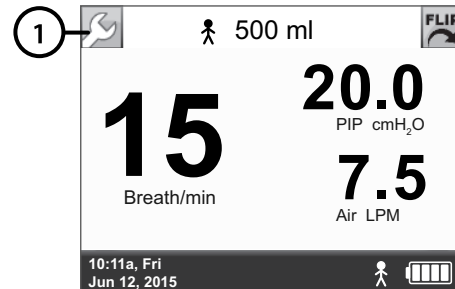 1
500 ml
FLIP
15
Breath/min
20.0
PIP cmH₂O
7.5
Air LPM
10:11a, Fri
Jun 12, 2015